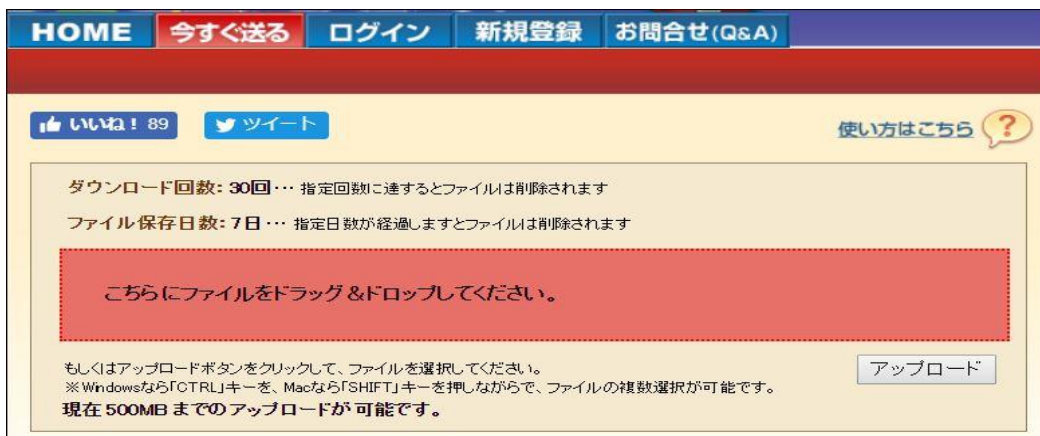 HOME 今すぐ送る ログイン 新規登録 お問合せ(Q&A)
いいね！ 89 ツイート 使い方はこちら ?
ダウンロード回数: 30回… 指定回数に達するとファイルは削除されます
ファイル保存日数: 7日… 指定日数が経過しますとファイルは削除されます
こちらにファイルをドラッグ&ドロップしてください。
もしくはアップロードボタンをクリックして、ファイルを選択してください。 アップロード
※Windowsなら「CTRL」キーを、Macなら「SHIFT」キーを押しながらで、ファイルの複数選択が可能です。
現在500MBまでのアップロードが可能です。